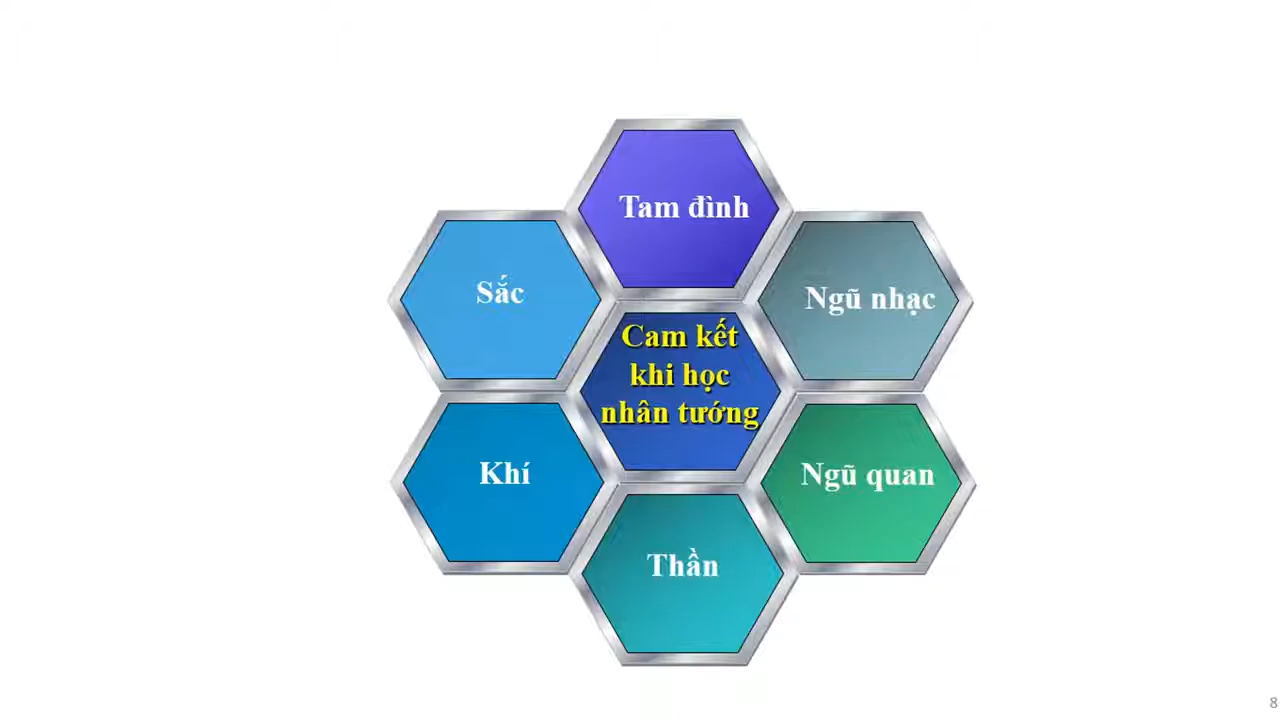 Tam đình
Sắc
Ngũ nhạc
Cam kết
khi học
nhân tướng
Khí
Ngũ quan
Thần
8